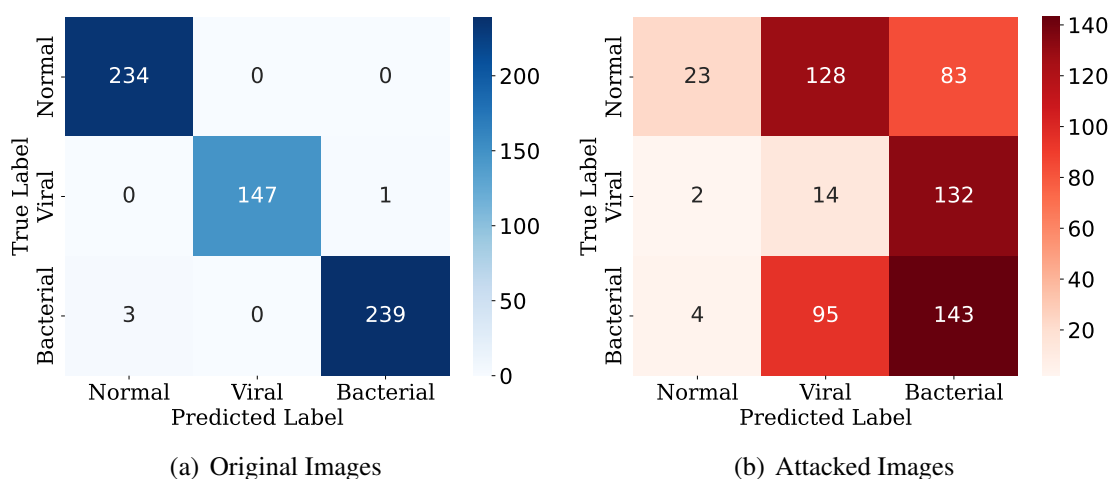 True Label
Normal
Viral
Bacterial
234 0 0
0 147 1
3 0 239
Normal Viral Bacterial
Predicted Label
200
150
100
50
0
(a) Original Images
True Label
Normal
Viral
Bacterial
23 128 83
2 14 132
4 95 143
Normal Viral Bacterial
Predicted Label
140
120
100
80
60
40
20
(b) Attacked Images